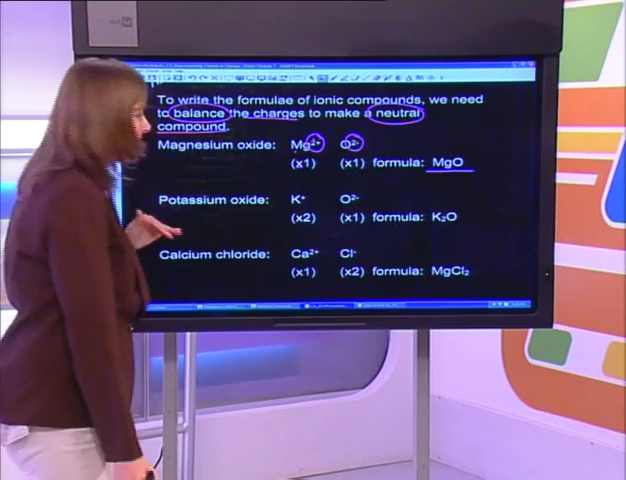 To write the formulae of ionic compounds, we need
to balance the charges to make a neutral
compound.
Magnesium oxide: Mg²⁺ O²⁻
(x1) (x1) formula: MgO
Potassium oxide: K⁺ O²⁻
(x2) (x1) formula: K₂O
Calcium chloride: Ca²⁺ Cl⁻
(x1) (x2) formula: MgCl₂